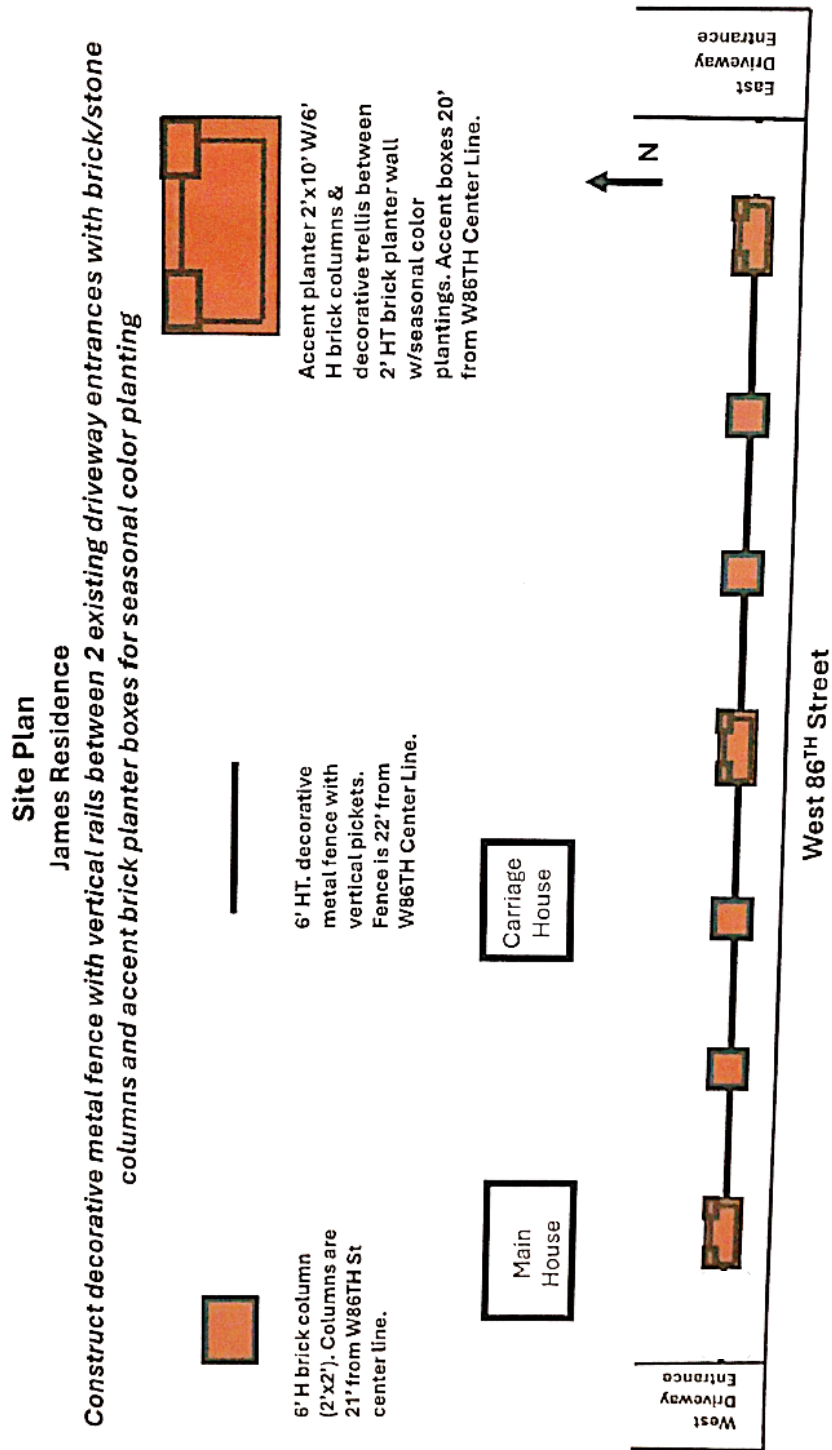 Site Plan
James Residence
Construct decorative metal fence with vertical rails between 2 existing driveway entrances with brick/stone
columns and accent brick planter boxes for seasonal color planting
6' H brick column
(2'x2'). Columns are
21' from W86TH St
center line.
6' HT. decorative
metal fence with
vertical pickets.
Fence is 22' from
W86TH Center Line.
Accent planter 2'x10' W/6'
H brick columns &
decorative trellis between
2' HT brick planter wall
w/seasonal color
plantings. Accent boxes 20'
from W86TH Center Line.
Main
House
Carriage
House
N
West
Driveway
Entrance
East
Driveway
Entrance
West 86TH Street